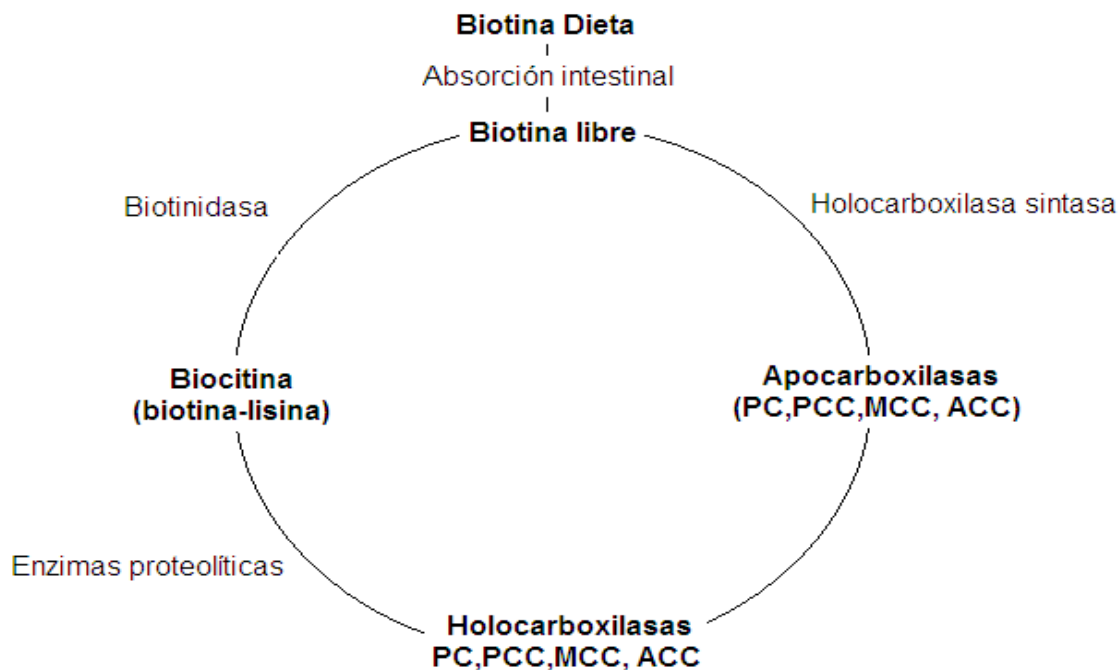 Biotina Dieta
Absorción intestinal
Biotina libre
Biotinidasa
Holocarboxilasa sintasa
Biocitina
(biotina-lisina)
Apocarboxilasas
(PC,PCC,MCC, ACC)
Enzimas proteolíticas
Holocarboxilasas
PC,PCC,MCC, ACC